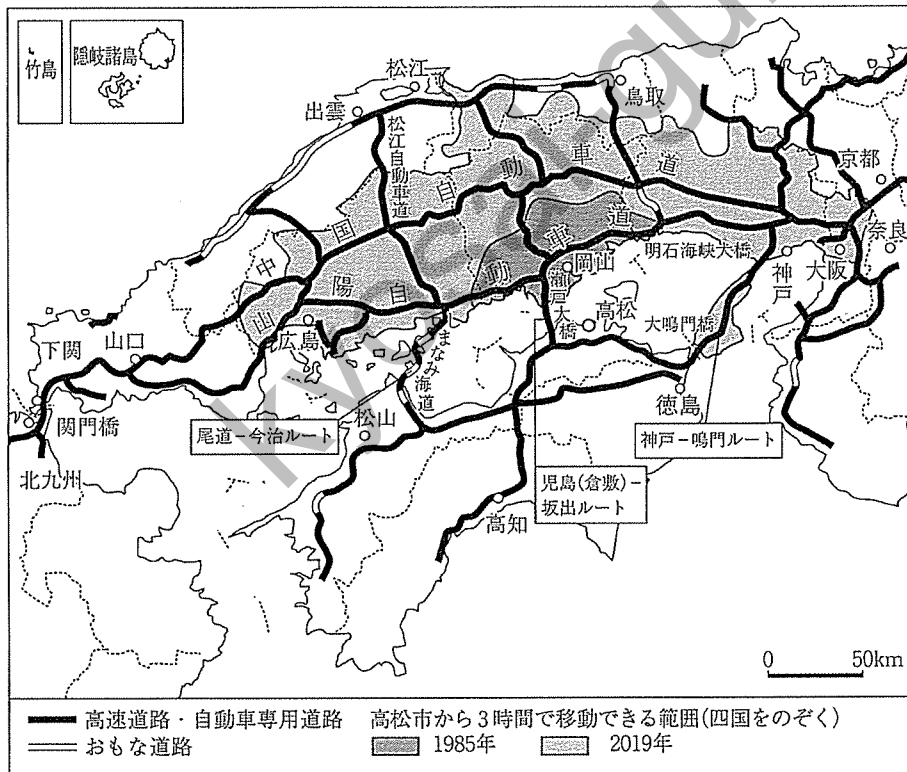 竹島
隠岐諸島
松江
出雲
鳥取
松江自動車道
中国自動車道
京都
山陽自動車道
奈良
明石海峡大橋
岡山
神戸
大阪
瀬戸大橋
高松
大鳴門橋
広島
山口
下関
しまなみ海道
徳島
関門橋
尾道－今治ルート
松山
神戸－鳴門ルート
北九州
児島(倉敷)－
坂出ルート
高知
0 50km
高速道路・自動車専用道路 高松市から3時間で移動できる範囲(四国をのぞく)
おもな道路 1985年 2019年